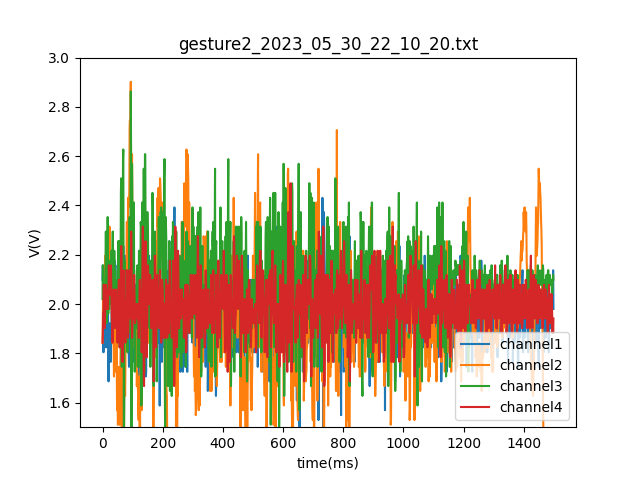 gesture2_2023_05_30_22_10_20.txt
3.0
2.8
2.6
2.4
2.2
2.0
1.8
1.6
V(V)
0 200 400 600 800 1000 1200 1400
time(ms)
channel1
channel2
channel3
channel4